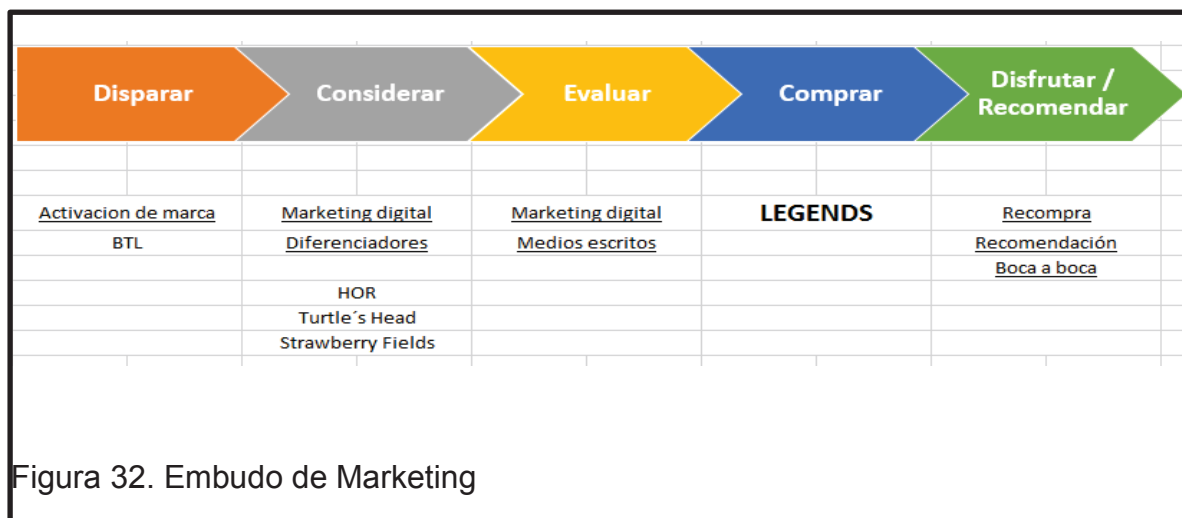 Disparar
Considerar
Evaluar
Comprar
Disfrutar /
Recomendar
Activacion de marca
Marketing digital
Marketing digital
LEGENDS
Recompra
BTL
Diferenciadores
Medios escritos
Recomendación
Boca a boca
HOR
Turtle´s Head
Strawberry Fields
Figura 32. Embudo de Marketing